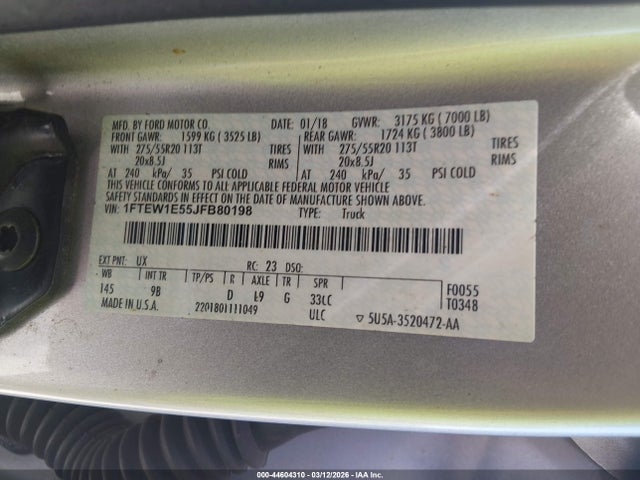 MFD. BY FORD MOTOR CO. DATE: 01/18 GVWR: 3175 KG ( 7000 LB)
FRONT GAWR: 1599 KG ( 3525 LB) REAR GAWR: 1724 KG ( 3800 LB)
WITH 275/55R20 113T TIRES WITH 275/55R20 113T TIRES
20x8.5J RIMS 20x8.5J RIMS
AT 240 kPa/ 35 PSI COLD AT 240 kPa/ 35 PSI COLD
THIS VEHICLE CONFORMS TO ALL APPLICABLE FEDERAL MOTOR VEHICLE
SAFETY STANDARDS IN EFFECT ON THE DATE OF MANUFACTURE SHOWN ABOVE.
VIN: 1FTEW1E55JFB80198 TYPE: Truck
EXT PNT: UX RC: 23 DSO:
WB INT TR TP/PS R AXLE TR SPR F0055
145 9B D L9 G 33LC T0348
MADE IN U.S.A. 2201801111049 ULC ▽ 5U5A-3520472-AA
000-44604310 - 03/12/2026 - IAA Inc.